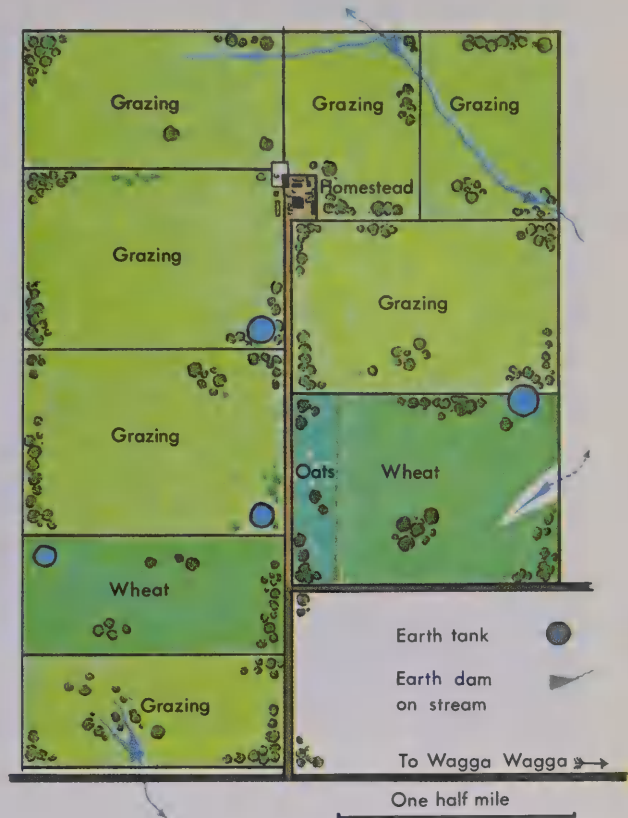 Grazing
Grazing
Grazing
Homestead
Grazing
Grazing
Grazing
Oats
Wheat
Wheat
Grazing
Earth tank
Earth dam
on stream
To Wagga Wagga
One half mile